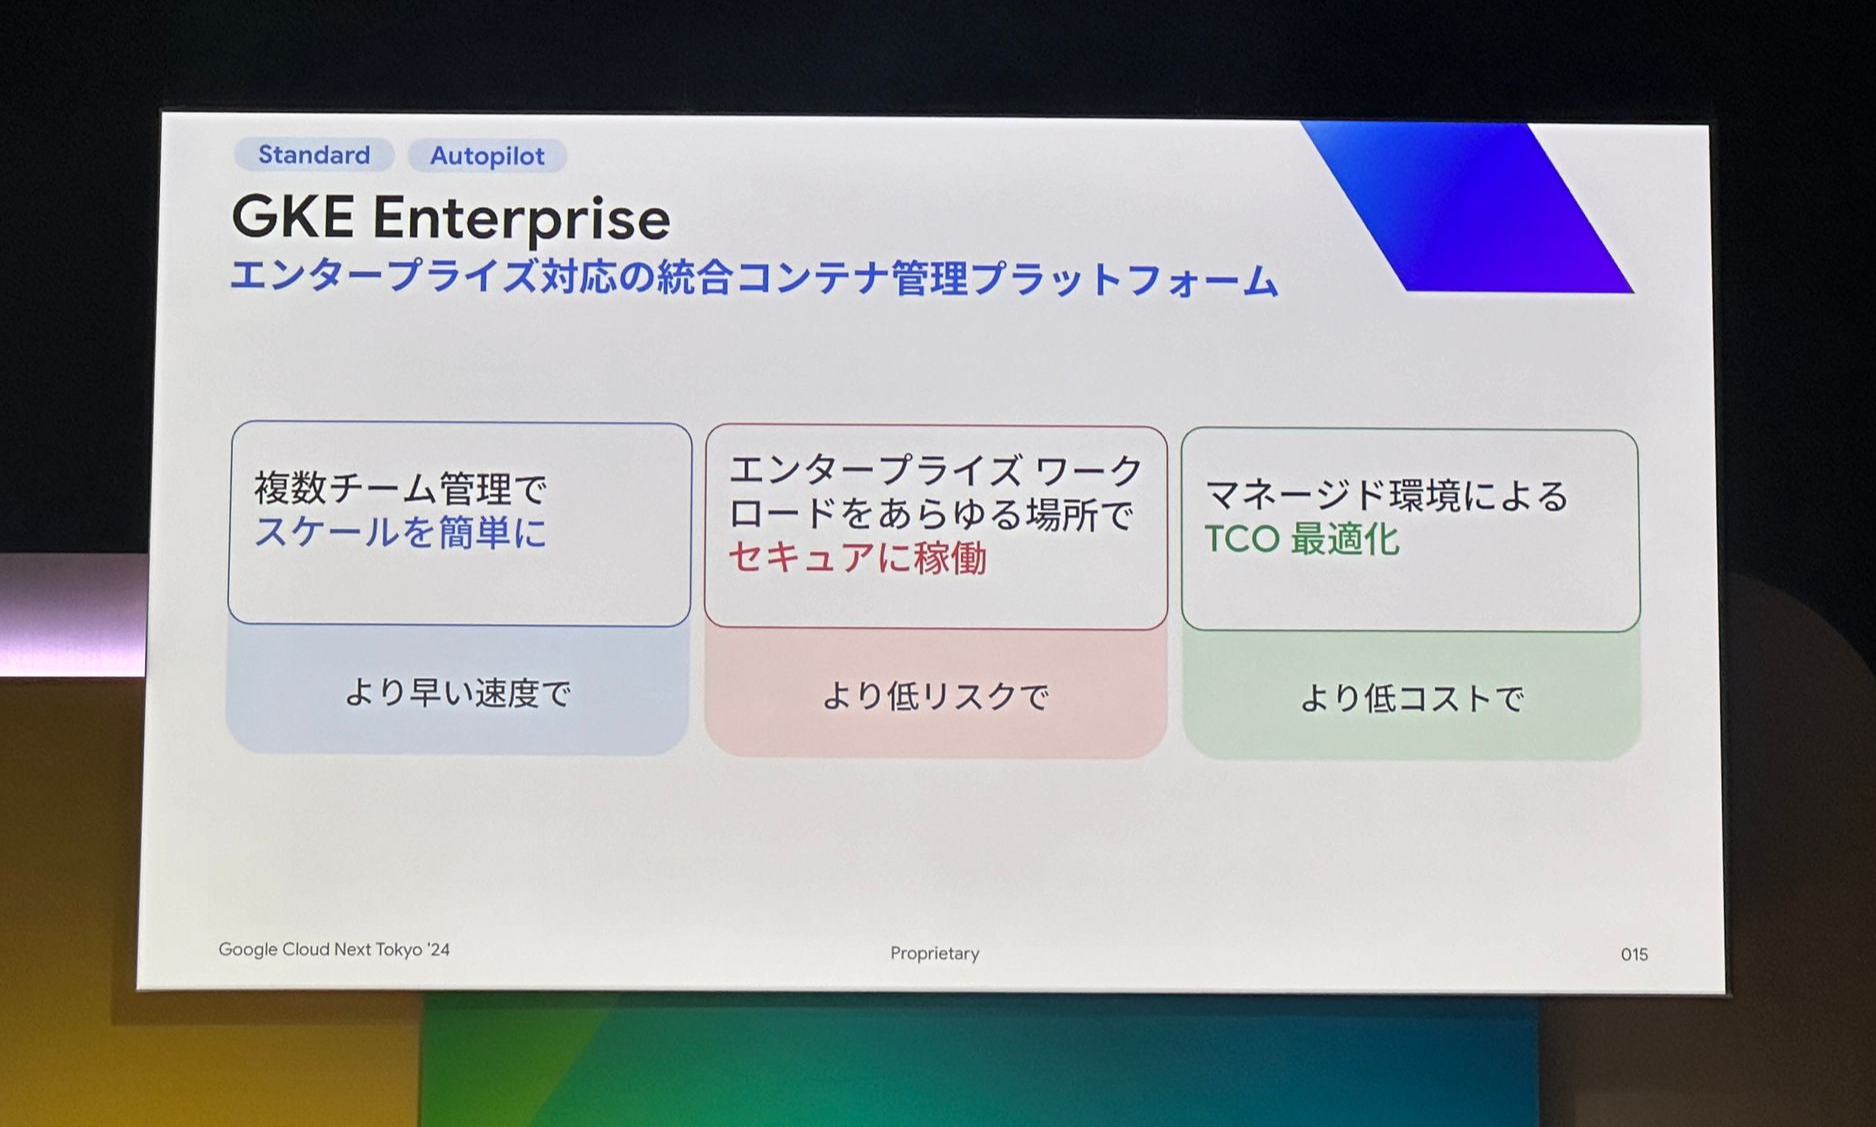 Standard Autopilot
GKE Enterprise
エンタープライズ対応の統合コンテナ管理プラットフォーム
複数チーム管理で
スケールを簡単に
より早い速度で
エンタープライズ ワーク
ロードをあらゆる場所で
セキュアに稼働
より低リスクで
マネージド環境による
TCO 最適化
より低コストで
Google Cloud Next Tokyo '24
Proprietary
015